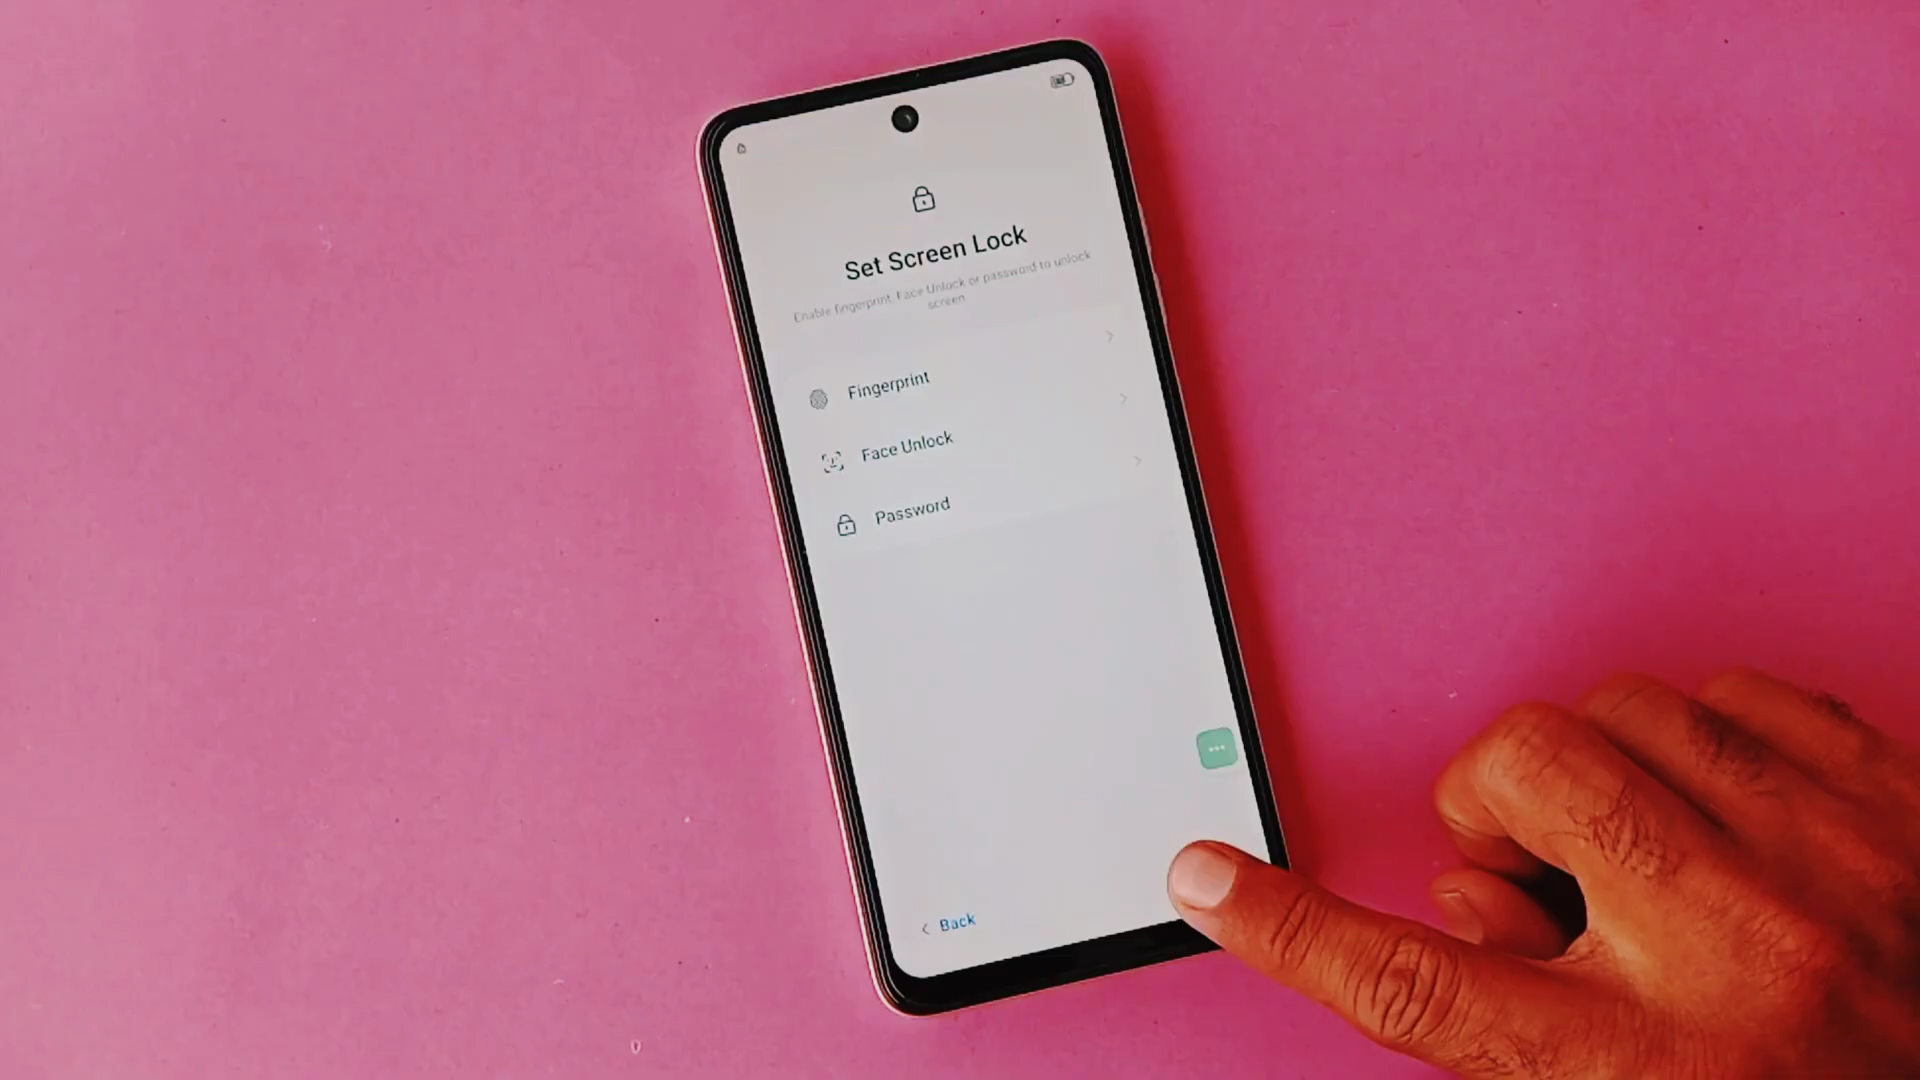 Set Screen Lock
Enable fingerprint, Face Unlock or password to unlock
screen
Fingerprint
Face Unlock
Password
Back